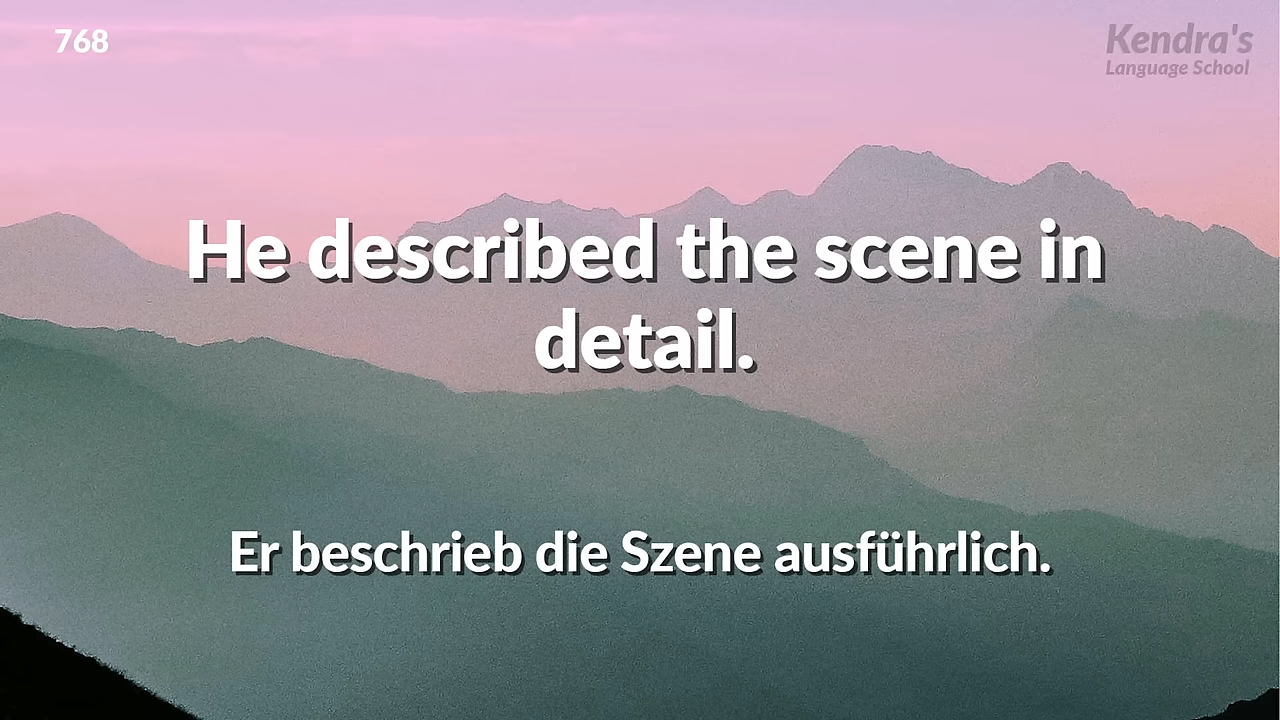 768
Kendra's
Language School
He described the scene in
detail.
Er beschrieb die Szene ausführlich.